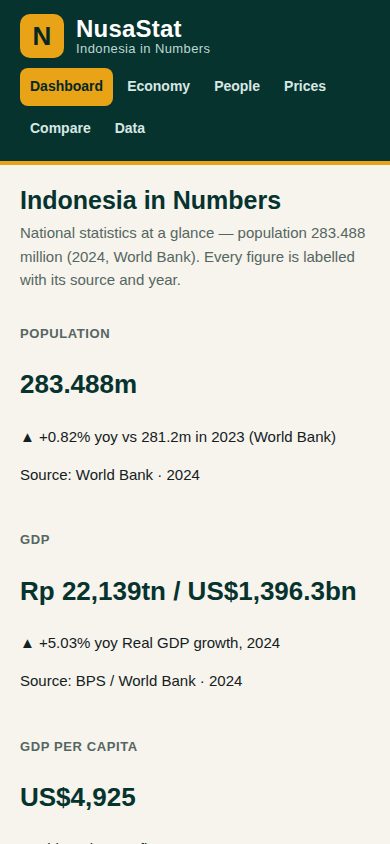 N
NusaStat
Indonesia in Numbers
Dashboard Economy People Prices
Compare Data
Indonesia in Numbers
National statistics at a glance — population 283.488
million (2024, World Bank). Every figure is labelled
with its source and year.
POPULATION
283.488m
▲ +0.82% yoy vs 281.2m in 2023 (World Bank)
Source: World Bank · 2024
GDP
Rp 22,139tn / US$1,396.3bn
▲ +5.03% yoy Real GDP growth, 2024
Source: BPS / World Bank · 2024
GDP PER CAPITA
US$4,925